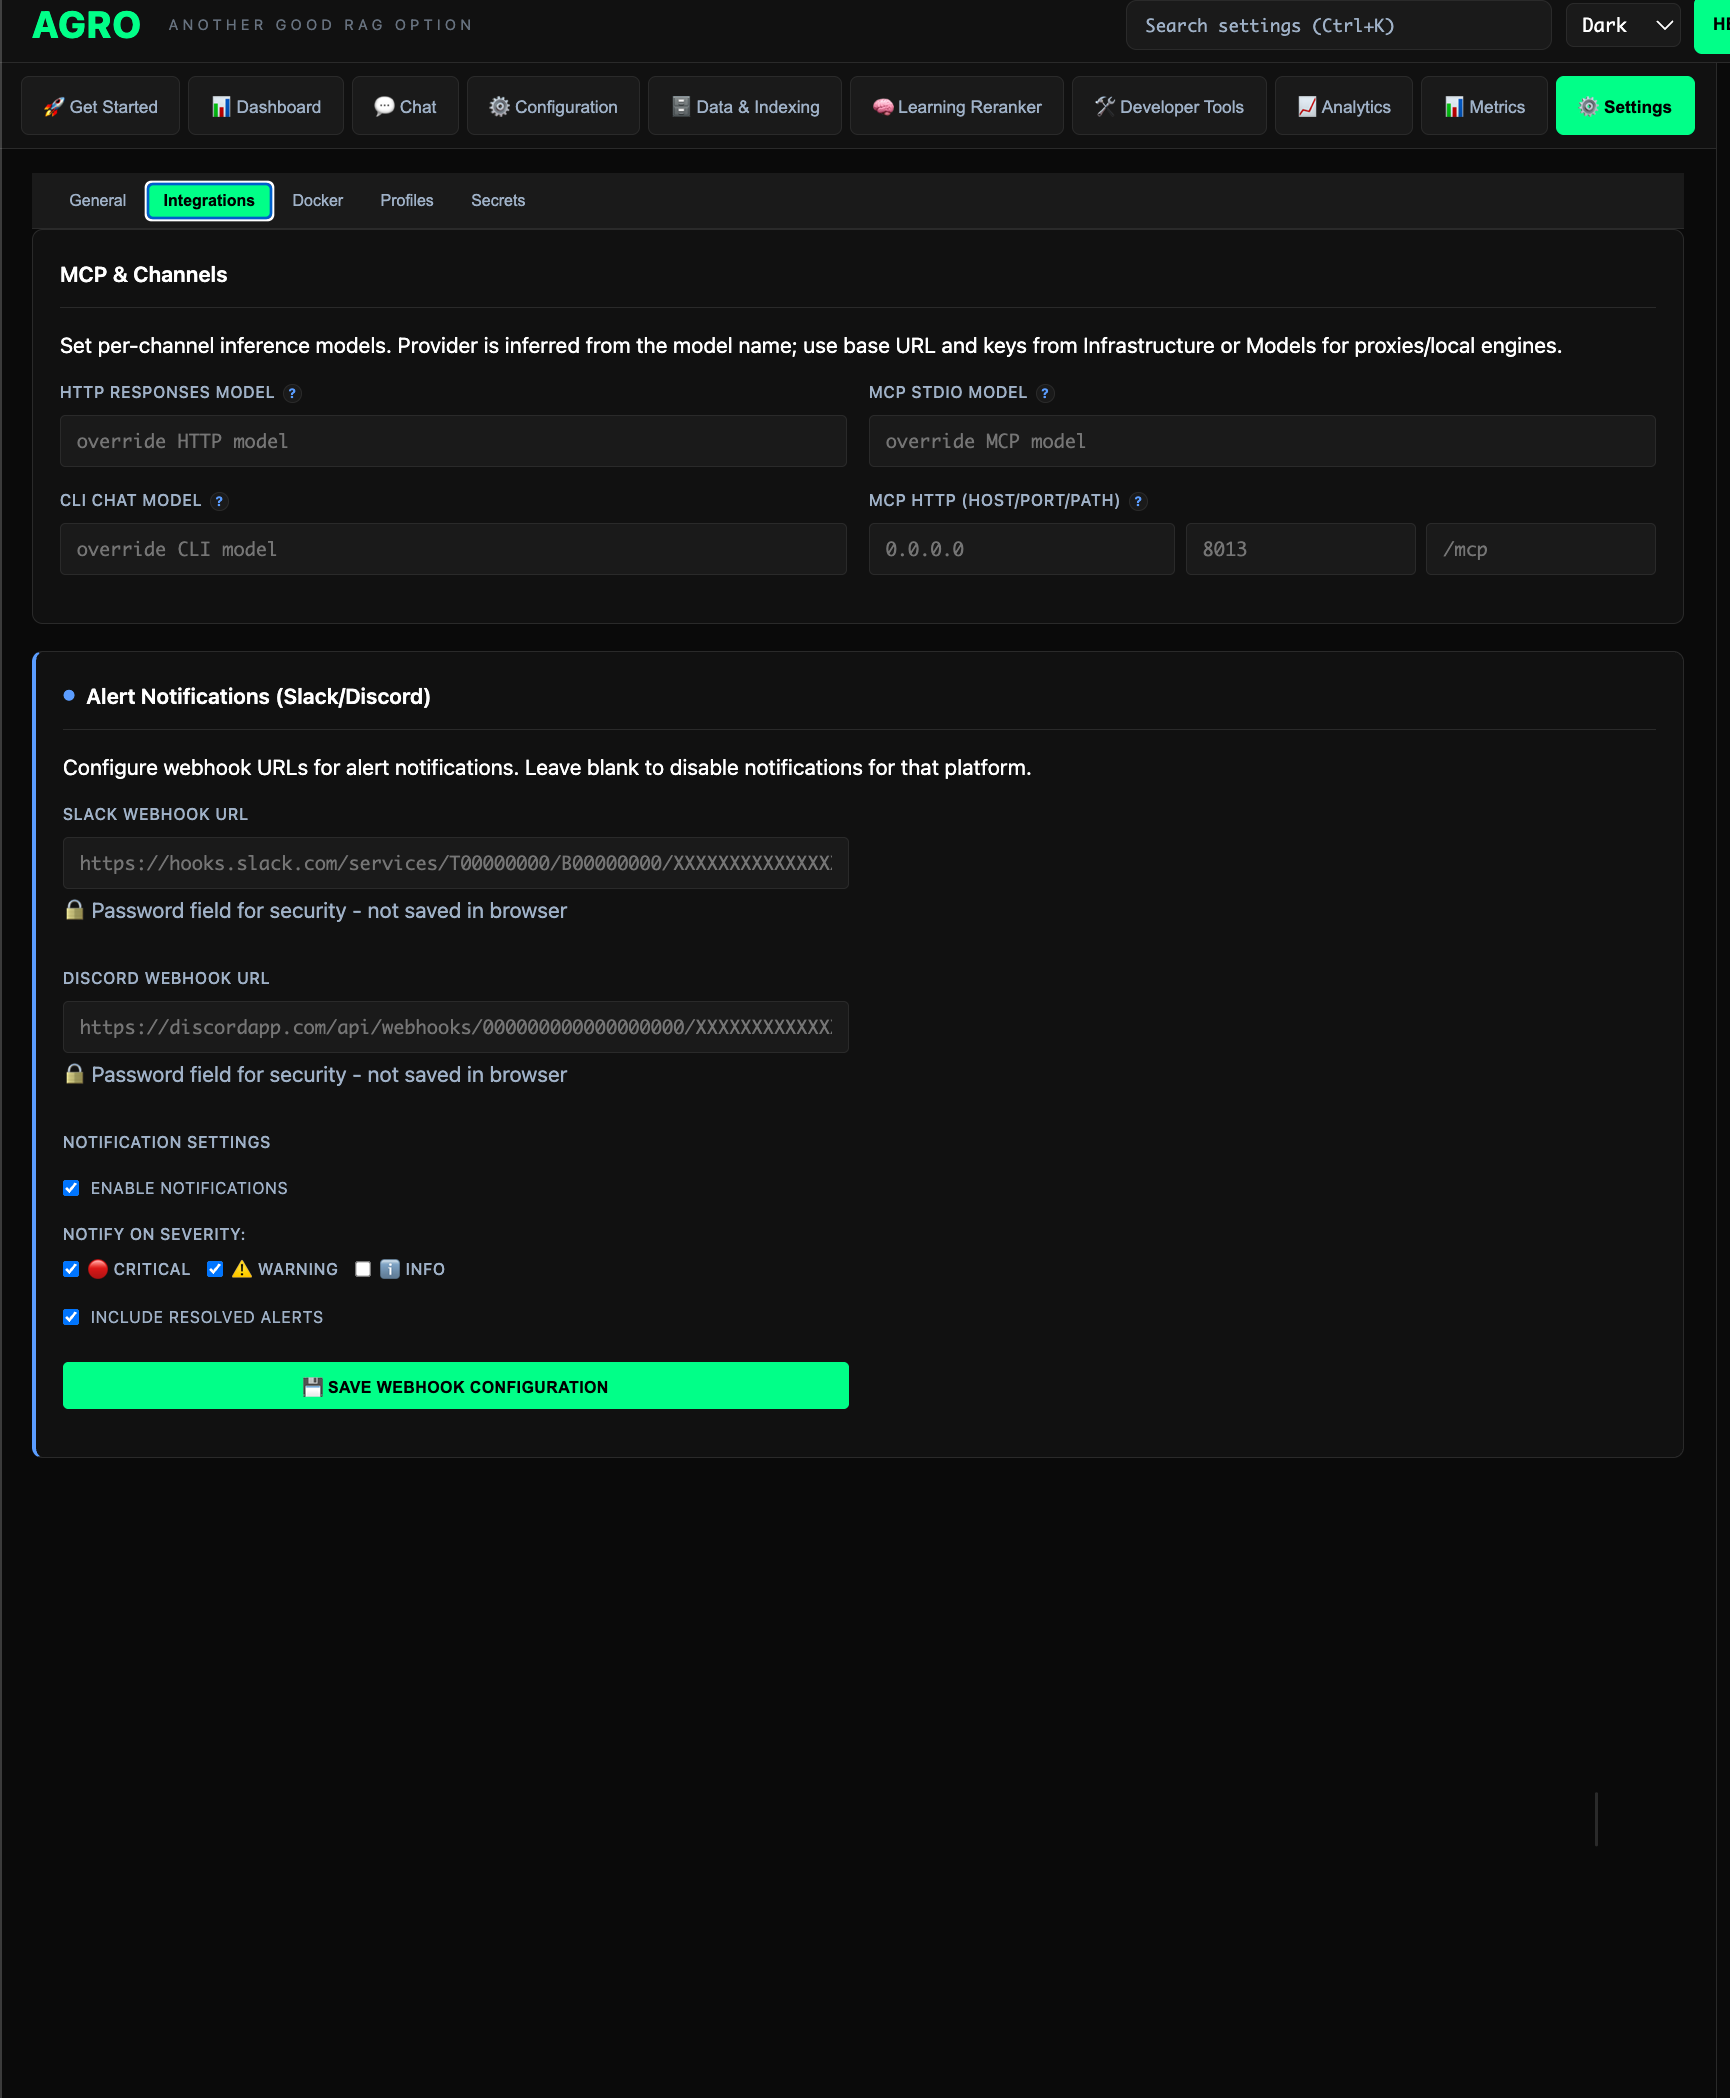 AGRO ANOTHER GOOD RAG OPTION Search settings (Ctrl+K) Dark
Get Started Dashboard Chat Configuration Data & Indexing Learning Reranker Developer Tools Analytics Metrics Settings
General Integrations Docker Profiles Secrets
MCP & Channels
Set per-channel inference models. Provider is inferred from the model name; use base URL and keys from Infrastructure or Models for proxies/local engines.
HTTP RESPONSES MODEL ? MCP STDIO MODEL ?
override HTTP model override MCP model
CLI CHAT MODEL ? MCP HTTP (HOST/PORT/PATH) ?
override CLI model 0.0.0.0 8013 /mcp
Alert Notifications (Slack/Discord)
Configure webhook URLs for alert notifications. Leave blank to disable notifications for that platform.
SLACK WEBHOOK URL
https://hooks.slack.com/services/T00000000/B00000000/XXXXXXXXXXXXXX
🔒 Password field for security - not saved in browser
DISCORD WEBHOOK URL
https://discordapp.com/api/webhooks/000000000000000000/XXXXXXXXXXXX
🔒 Password field for security - not saved in browser
NOTIFICATION SETTINGS
ENABLE NOTIFICATIONS
NOTIFY ON SEVERITY:
CRITICAL WARNING INFO
INCLUDE RESOLVED ALERTS
SAVE WEBHOOK CONFIGURATION